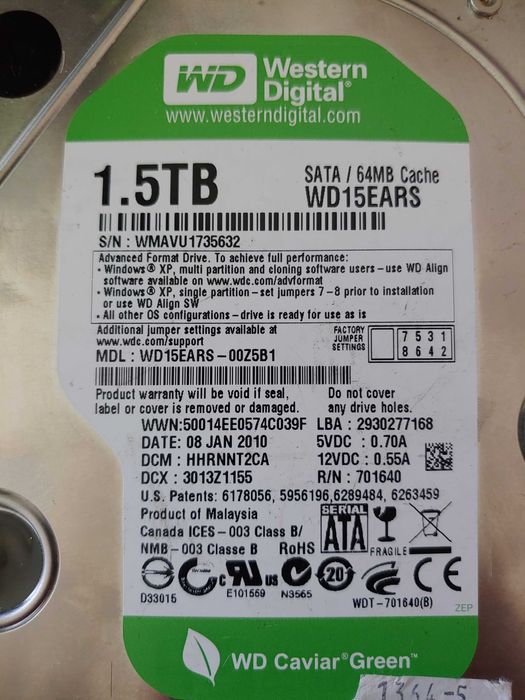 WD Western Digital®
www.westerndigital.com
1.5TB
SATA / 64MB Cache
WD15EARS
S/N : WMAVU1735632
Advanced Format Drive. To achieve full performance:
• Windows® XP, multi partition and cloning software users - use WD Align
software available on www.wdc.com/advformat
• Windows® XP, single partition - set jumpers 7 - 8 prior to installation
or use WD Align SW
• All other OS configurations - drive is ready for use as is
Additional jumper settings available at
www.wdc.com/support
FACTORY
JUMPER
SETTINGS
7 5 3 1
8 6 4 2
MDL : WD15EARS-00Z5B1
Product warranty will be void if seal,
label or cover is removed or damaged.
Do not cover
any drive holes.
WWN:50014EE0574C039F
LBA : 2930277168
DATE: 08 JAN 2010
5VDC : 0.70A
DCM : HHRNNT2CA
12VDC : 0.55A
DCX : 3013Z1155
R/N : 701640
U.S. Patents: 6178056, 5956196,6289484, 6263459
Product of Malaysia
Canada ICES-003 Class B/
NMB-003 Classe B
RoHS
SERIAL
ATA
FRAGILE
c UR us
20
CE
D33015
E101559
N3565
WDT-701640(B)
ZEP
WD Caviar® Green™